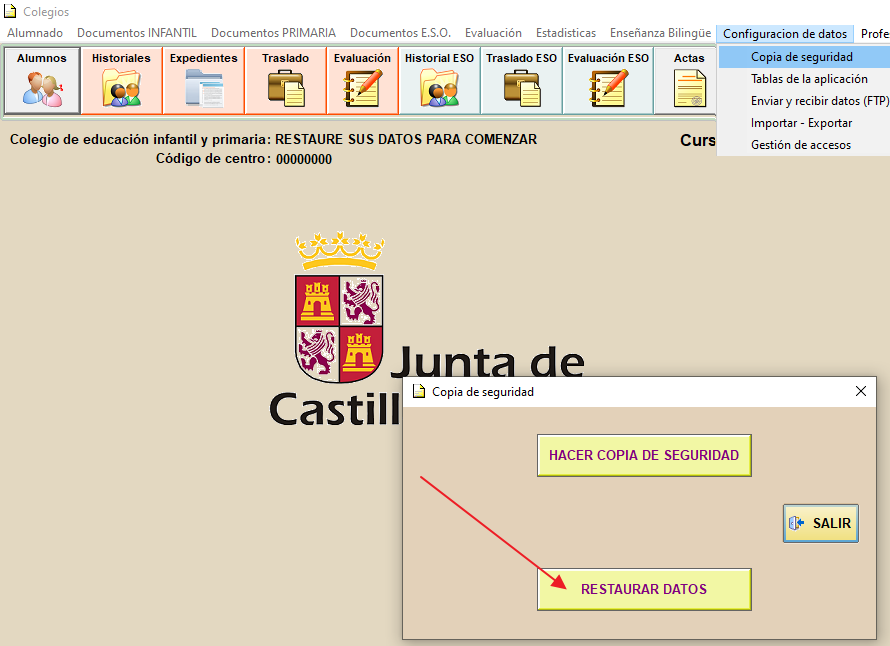 Colegios
Alumnado Documentos INFANTIL Documentos PRIMARIA Documentos E.S.O. Evaluación Estadisticas Enseñanza Bilingüe Configuracion de datos Profe
Alumnos Historiales Expedientes Traslado Evaluación Historial ESO Traslado ESO Evaluación ESO Actas
Copia de seguridad
Tablas de la aplicación
Enviar y recibir datos (FTP)
Importar - Exportar
Gestión de accesos
Colegio de educación infantil y primaria: RESTAURE SUS DATOS PARA COMENZAR
Curs
Código de centro: 00000000
Junta de
Castill
Copia de seguridad
HACER COPIA DE SEGURIDAD
SALIR
RESTAURAR DATOS